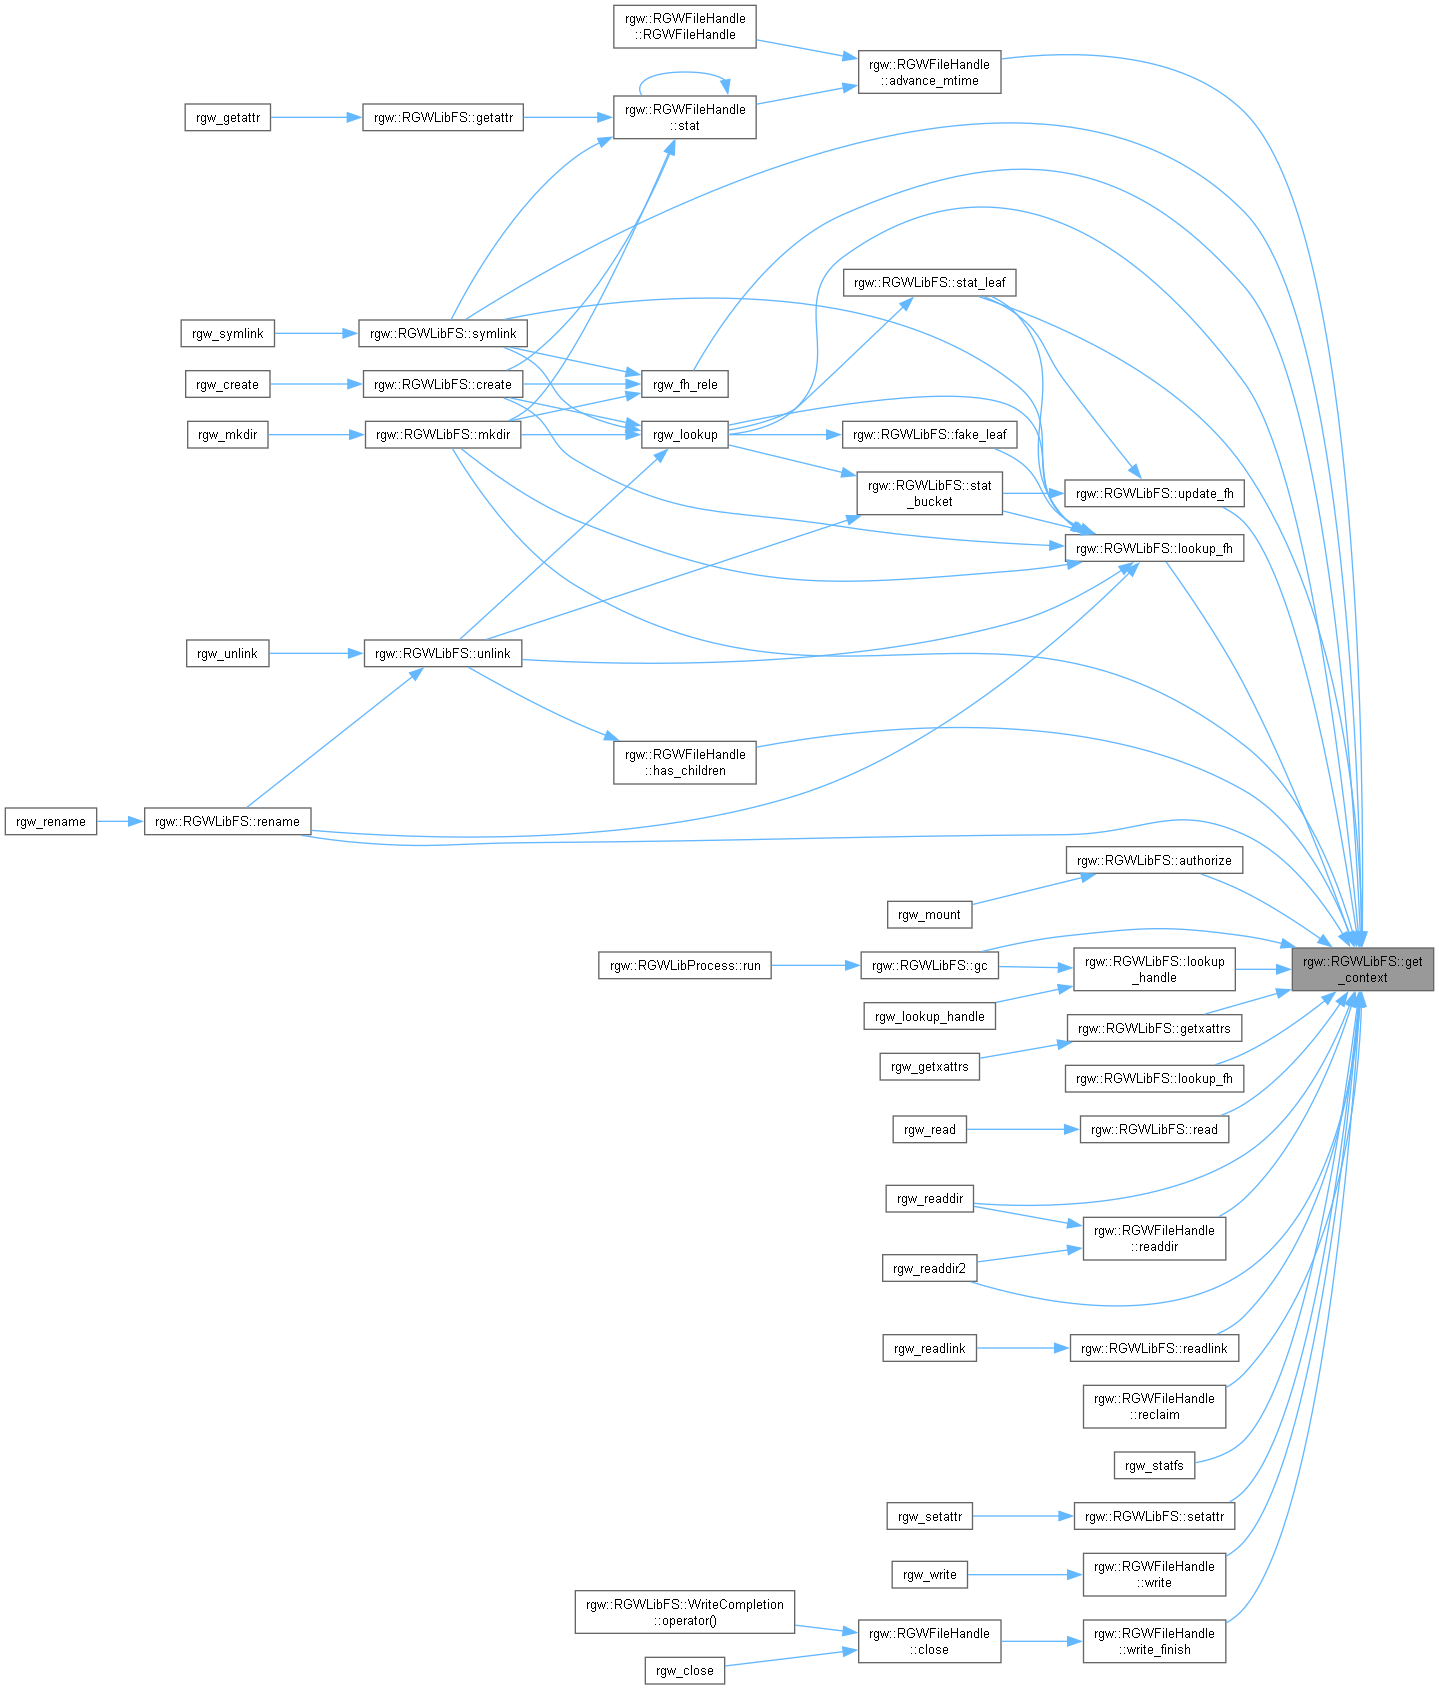 rgw::RGWFileHandle
::RGWFileHandle
rgw::RGWFileHandle
::advance_mtime
rgw::RGWFileHandle
::stat
rgw_getattr
rgw::RGWLibFS::getattr
rgw::RGWLibFS::stat_leaf
rgw_symlink
rgw::RGWLibFS::symlink
rgw_create
rgw::RGWLibFS::create
rgw_fh_rele
rgw_mkdir
rgw::RGWLibFS::mkdir
rgw_lookup
rgw::RGWLibFS::fake_leaf
rgw::RGWLibFS::stat
_bucket
rgw::RGWLibFS::update_fh
rgw::RGWLibFS::lookup_fh
rgw_unlink
rgw::RGWLibFS::unlink
rgw::RGWFileHandle
::has_children
rgw_rename
rgw::RGWLibFS::rename
rgw::RGWLibFS::authorize
rgw_mount
rgw::RGWLibProcess::run
rgw::RGWLibFS::gc
rgw::RGWLibFS::lookup
_handle
rgw::RGWLibFS::get
_context
rgw_lookup_handle
rgw::RGWLibFS::getxattrs
rgw_getxattrs
rgw::RGWLibFS::lookup_fh
rgw_read
rgw::RGWLibFS::read
rgw_readdir
rgw::RGWFileHandle
::readdir
rgw_readdir2
rgw_readlink
rgw::RGWLibFS::readlink
rgw::RGWFileHandle
::reclaim
rgw_statfs
rgw_setattr
rgw::RGWLibFS::setattr
rgw_write
rgw::RGWFileHandle
::write
rgw::RGWLibFS::WriteCompletion
::operator()
rgw::RGWFileHandle
::close
rgw::RGWFileHandle
::write_finish
rgw_close